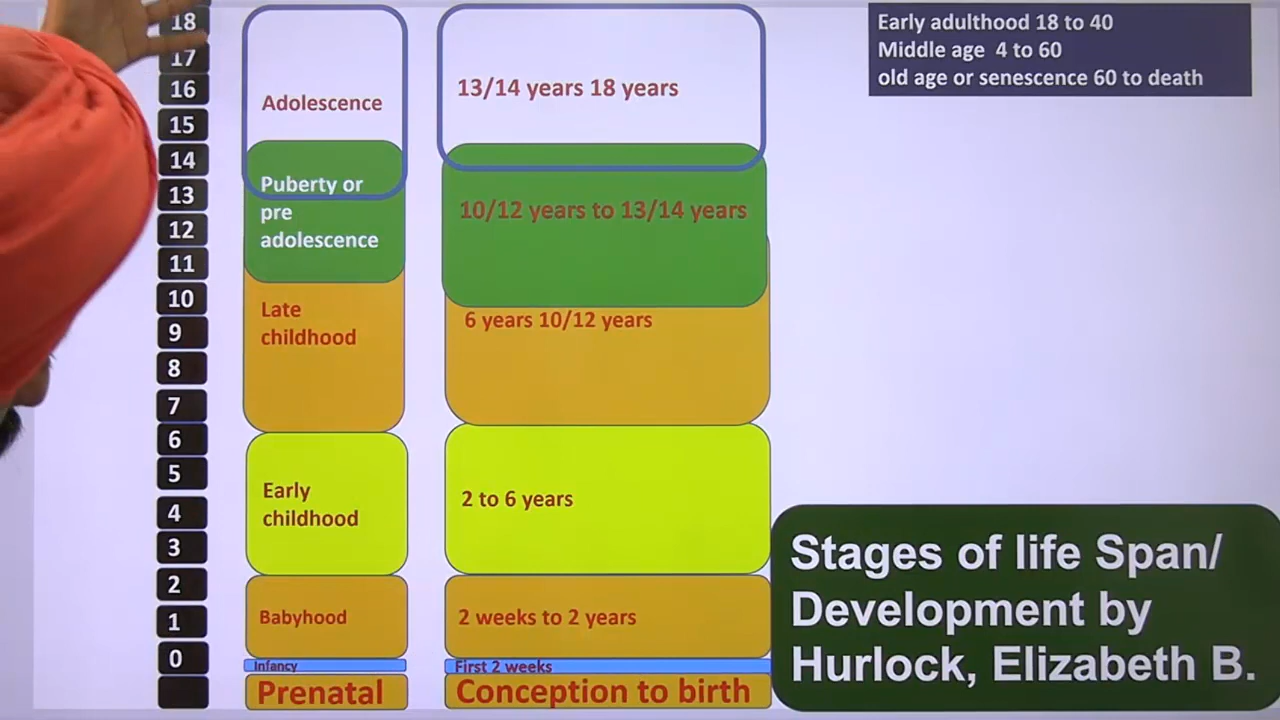 18
17
16
15
14
13
12
11
10
9
8
7
6
5
4
3
2
1
0
Adolescence
Puberty or
pre
adolescence
Late
childhood
Early
childhood
Babyhood
Infancy
Prenatal
13/14 years 18 years
10/12 years to 13/14 years
6 years 10/12 years
2 to 6 years
2 weeks to 2 years
First 2 weeks
Conception to birth
Early adulthood 18 to 40
Middle age 4 to 60
old age or senescence 60 to death
Stages of life Span/
Development by
Hurlock, Elizabeth B.